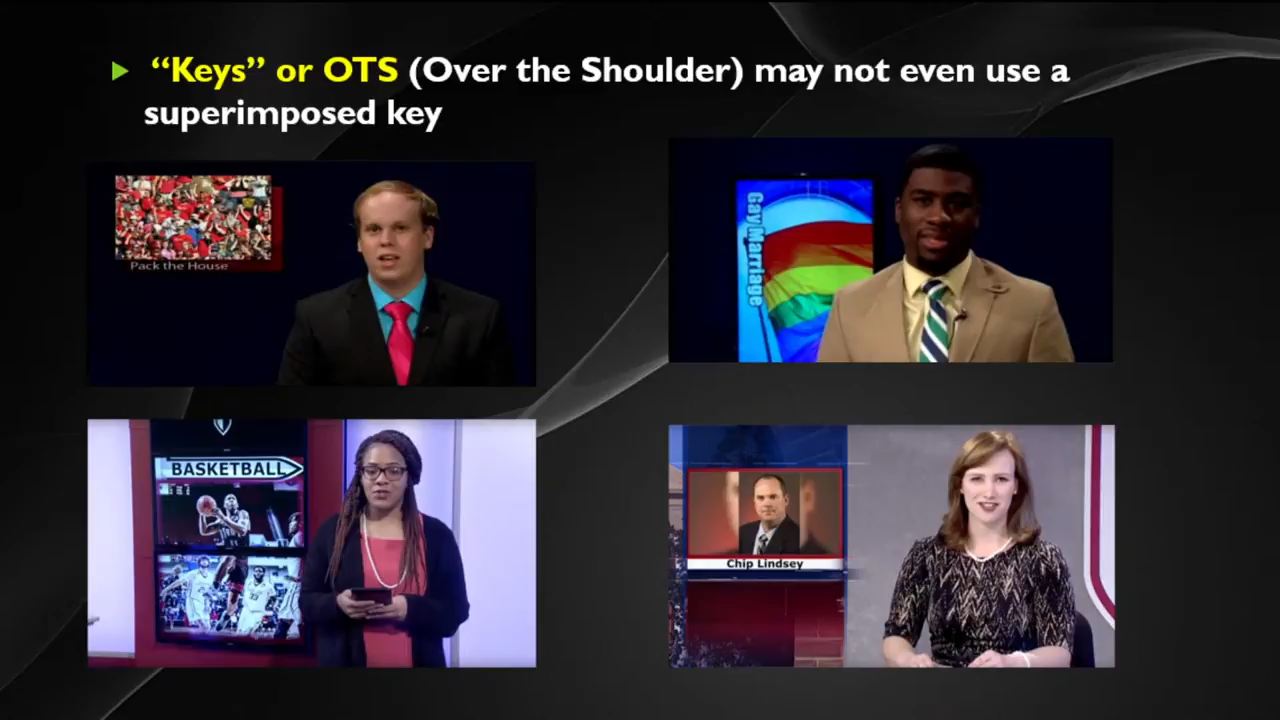 “Keys” or OTS (Over the Shoulder) may not even use a
superimposed key
Pack the House
Gay Marriage
BASKETBALL
Chip Lindsey